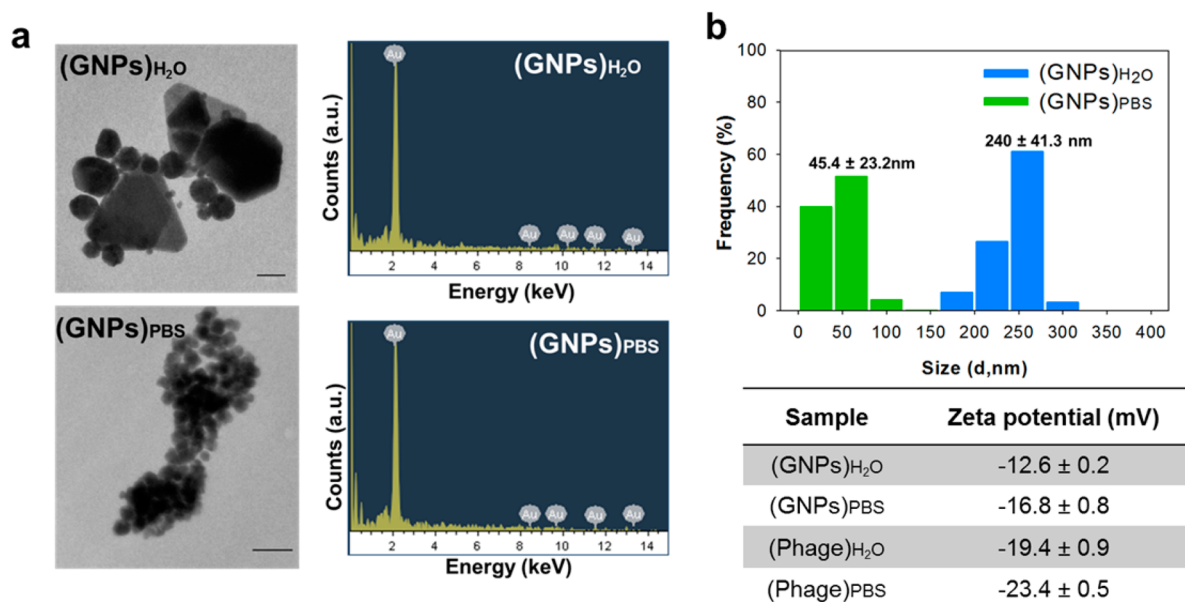 a
(GNPs)H₂O
(GNPs)H₂O
Au
Au
Au
Au
Au
Counts (a.u.)
2 4 6 8 10 12 14
Energy (keV)
(GNPs)PBS
(GNPs)PBS
Au
Au
Au
Au
Au
Counts (a.u.)
2 4 6 8 10 12 14
Energy (keV)
b
(GNPs)H₂O
(GNPs)PBS
45.4 ± 23.2nm
240 ± 41.3 nm
Frequency (%)
100
80
60
40
20
0
0 50 100 150 200 250 300 350 400
Size (d,nm)
Sample Zeta potential (mV)
(GNPs)H₂O -12.6 ± 0.2
(GNPs)PBS -16.8 ± 0.8
(Phage)H₂O -19.4 ± 0.9
(Phage)PBS -23.4 ± 0.5